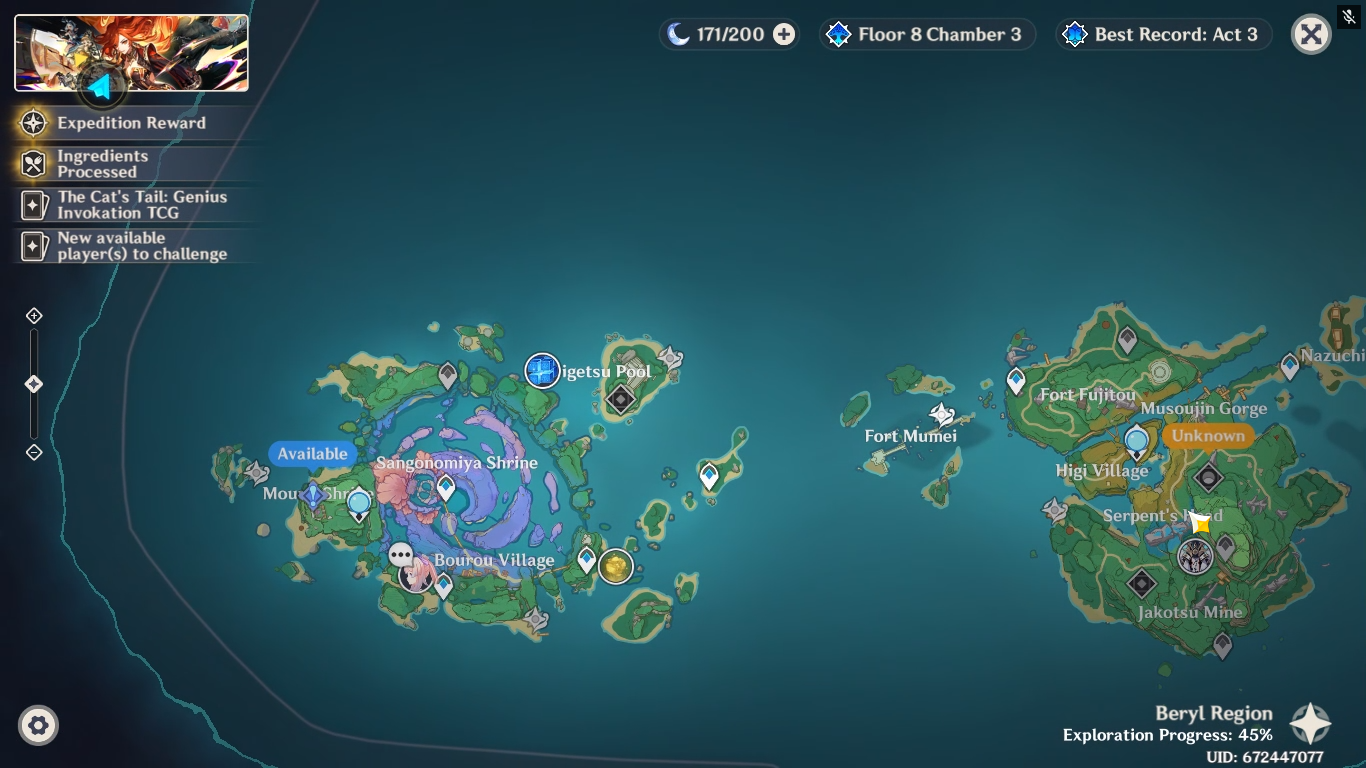 171/200
Floor 8 Chamber 3
Best Record: Act 3
Expedition Reward
Ingredients
Processed
The Cat's Tail: Genius
Invokation TCG
New available
player(s) to challenge
igetsu Pool
Nazuchi
Fort Fujitou
Musoujin Gorge
Fort Mumei
Unknown
Available
Sangonomiya Shrine
Higi Village
Serpent's
Bourou Village
Jakotsu Mine
Beryl Region
Exploration Progress: 45%
UID: 672447077